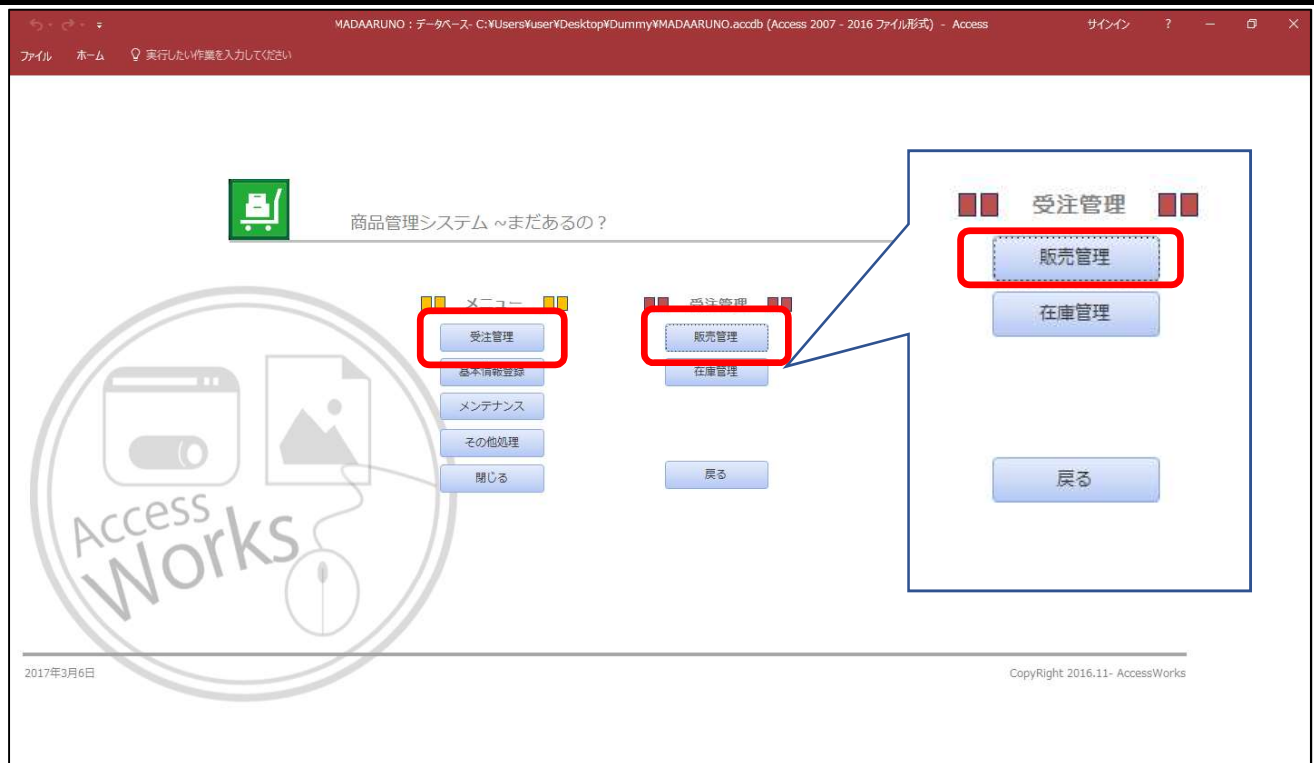 MADAARUNO : データベース- C:¥Users¥user¥Desktop¥Dummy¥MADAARUNO.accdb (Access 2007 - 2016 ファイル形式) - Access
サインイン
?
ファイル ホーム 実行したい作業を入力してください
商品管理システム ~まだあるの?
メニュー
受注管理
基本情報登録
メンテナンス
その他処理
閉じる
受注管理
販売管理
在庫管理
戻る
受注管理
販売管理
在庫管理
戻る
Access
Works
2017年3月6日
CopyRight 2016.11- AccessWorks